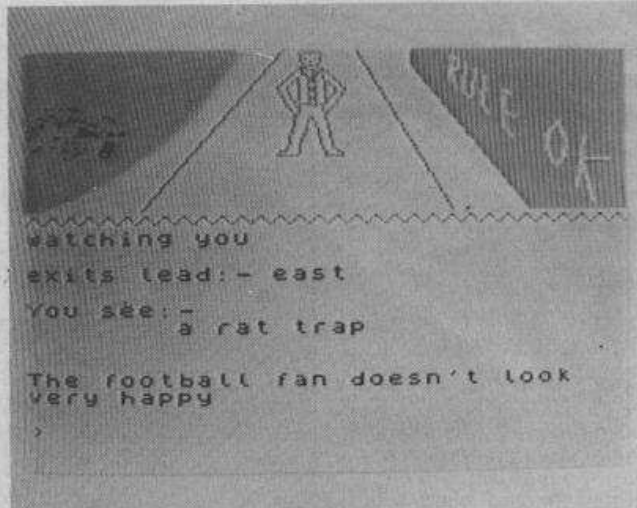 RULE OK
watching you
exits lead:- east
You see:-
a rat trap
The football fan doesn't look
very happy
>